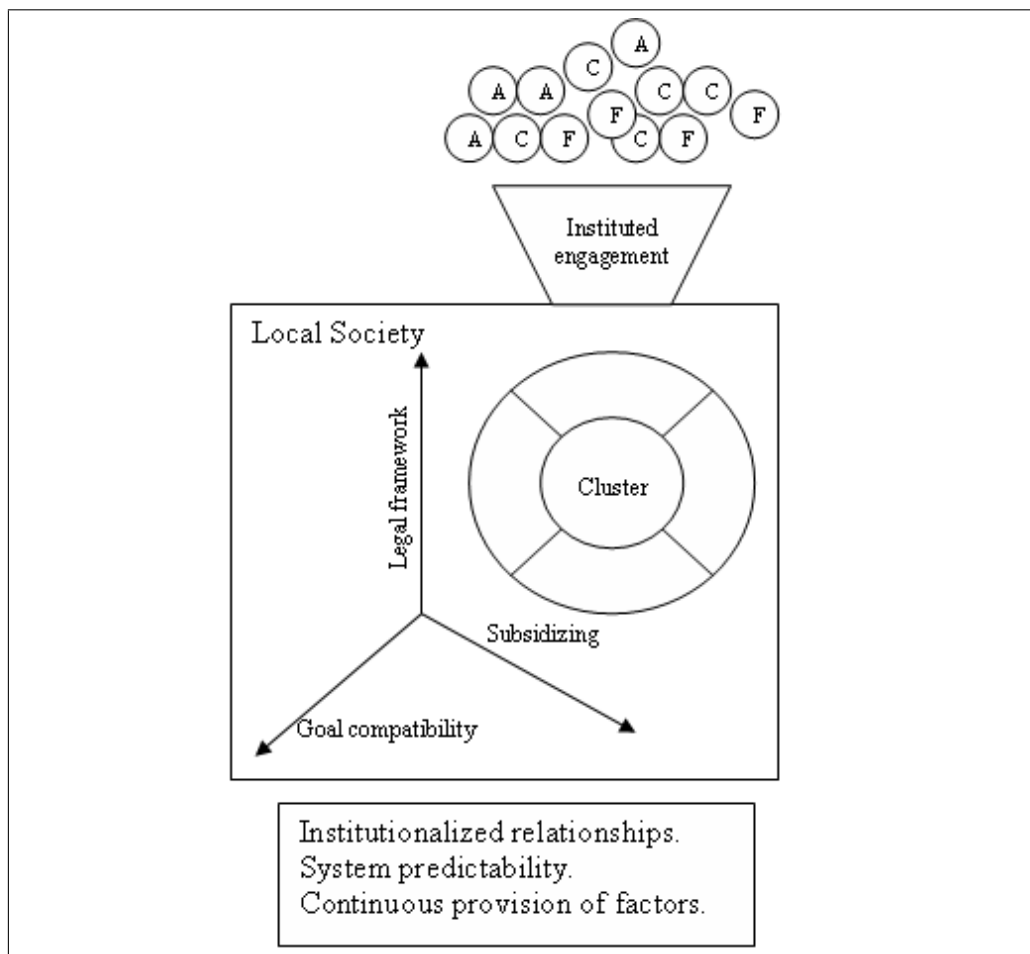 A
C
A A C C
F F
A C F C F
Instituted
engagement
Local Society
Legal framework
Cluster
Subsidizing
Goal compatibility
Institutionalized relationships.
System predictability.
Continuous provision of factors.